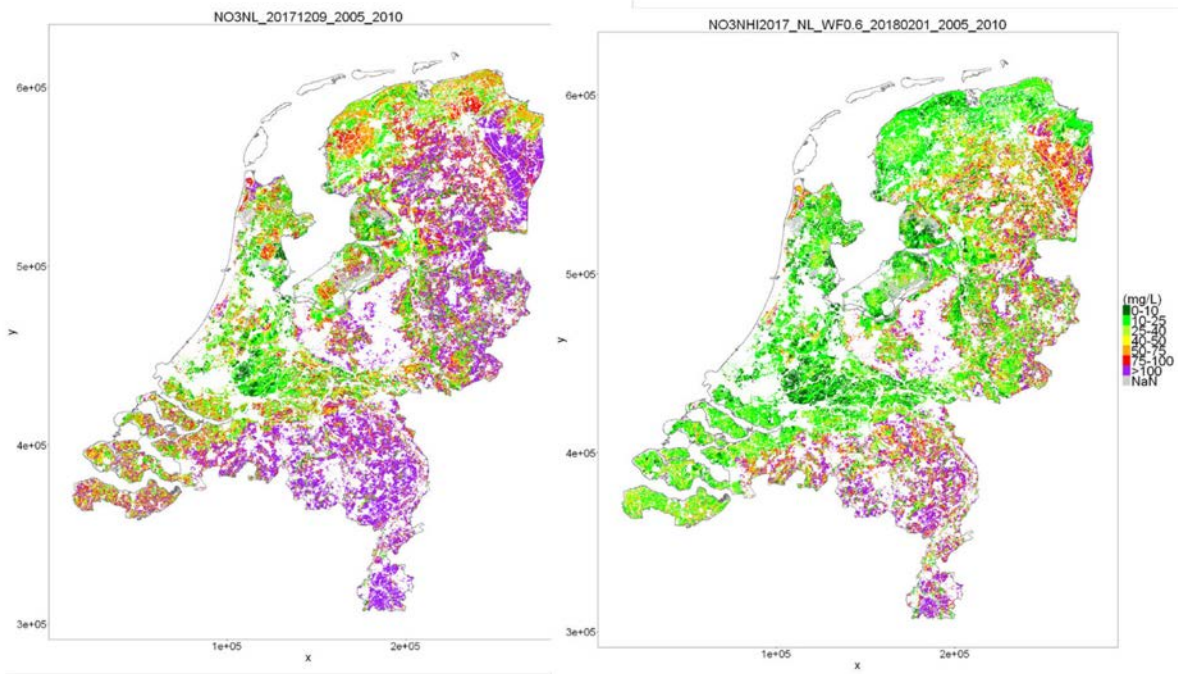 NO3NL_20171209_2005_2010
6e+05
5e+05
4e+05
3e+05
y
1e+05
2e+05
x
NO3NHI2017_NL_WF0.6_20180201_2005_2010
6e+05
5e+05
4e+05
3e+05
y
1e+05
2e+05
x
(mg/L)
0-10
10-25
25-40
40-50
50-75
75-100
>100
NaN